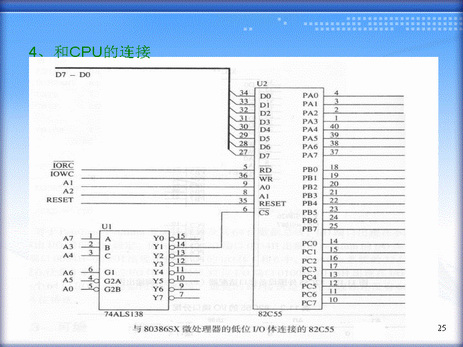 4、和CPU的连接
D7 -- D0
U2
34 D0 PA0 4
33 D1 PA1 3
32 D2 PA2 2
31 D3 PA3 1
30 D4 PA4 40
29 D5 PA5 39
28 D6 PA6 38
27 D7 PA7 37
IORC 5 RD PB0 18
IOWC 36 WR PB1 19
A1 9 A0 PB2 20
A2 8 A1 PB3 21
RESET 35 RESET PB4 22
6 CS PB5 23
PB6 24
PB7 25
U1
A7 1 A Y0 15
A3 2 B Y1 14
A4 3 C Y2 13
Y3 12
A6 6 G1 Y4 11
A5 4 G2A Y5 10
A0 5 G2B Y6 9
Y7 7
PC0 14
PC1 15
PC2 16
PC3 17
PC4 13
PC5 12
PC6 11
PC7 10
74ALS138
82C55
与 80386SX 微处理器的低位 I/O 体连接的 82C55
25